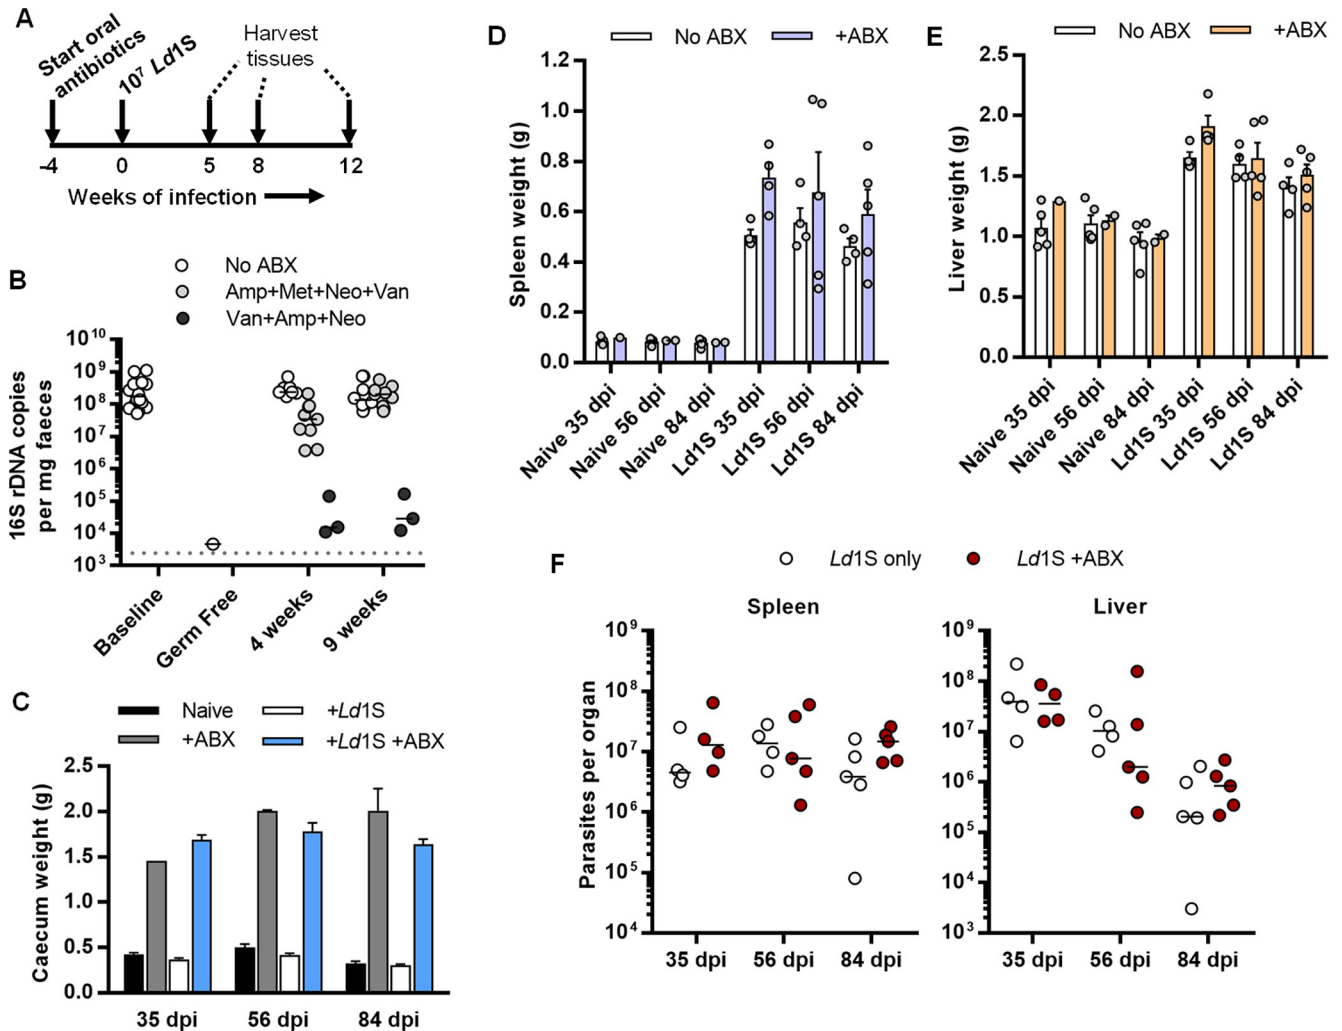 A
Start oral
antibiotics
10⁷ Ld1S
Harvest
tissues
-4 0 5 8 12
Weeks of infection
B
No ABX
Amp+Met+Neo+Van
Van+Amp+Neo
16S rDNA copies
per mg faeces
10¹⁰
10⁹
10⁸
10⁷
10⁶
10⁵
10⁴
10³
Baseline
Germ Free
4 weeks
9 weeks
C
Naive
+Ld1S
+ABX
+Ld1S +ABX
Caecum weight (g)
2.5
2.0
1.5
1.0
0.5
0.0
35 dpi 56 dpi 84 dpi
D
No ABX +ABX
Spleen weight (g)
1.2
1.0
0.8
0.6
0.4
0.2
0.0
Naive 35 dpi
Naive 56 dpi
Naive 84 dpi
Ld1S 35 dpi
Ld1S 56 dpi
Ld1S 84 dpi
E
No ABX +ABX
Liver weight (g)
2.5
2.0
1.5
1.0
0.5
0.0
Naive 35 dpi
Naive 56 dpi
Naive 84 dpi
Ld1S 35 dpi
Ld1S 56 dpi
Ld1S 84 dpi
F
Ld1S only Ld1S +ABX
Spleen
Parasites per organ
10⁹
10⁸
10⁷
10⁶
10⁵
10⁴
35 dpi 56 dpi 84 dpi
Liver
10⁹
10⁸
10⁷
10⁶
10⁵
10⁴
10³
35 dpi 56 dpi 84 dpi